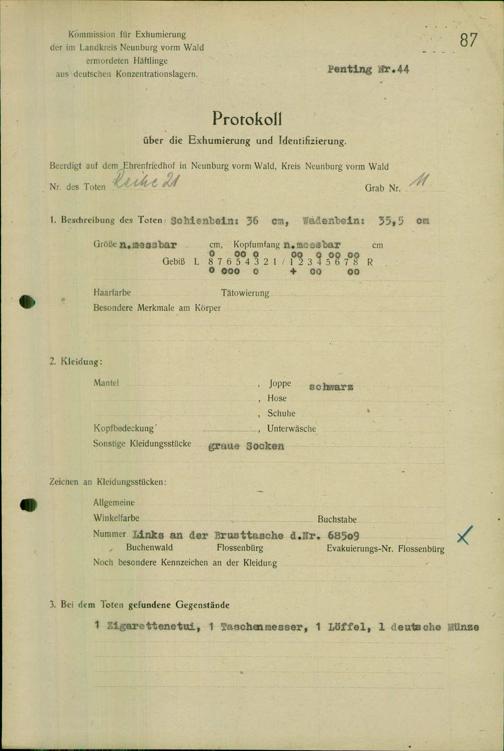 Kommission für Exhumierung
der im Landkreis Neunburg vorm Wald
ermordeten Häftlinge
aus deutschen Konzentrationslagern.
87
Penting Nr.44
Protokoll
über die Exhumierung und Identifizierung.
Beerdigt auf dem Ehrenfriedhof in Neunburg vorm Wald, Kreis Neunburg vorm Wald
Nr. des Toten Reihe 21 Grab Nr. 11
1. Beschreibung des Toten: Schienbein: 36 cm, Wadenbein: 35,5 cm
Größe n.messbar cm, Kopfumfang n.messbar cm
o oo o oo o oo oo
Gebiß L 8 7 6 5 4 3 2 1 / 1 2 3 4 5 6 7 8 R
o ooo o + oo oo
Haarfarbe Tätowierung
Besondere Merkmale am Körper
2. Kleidung:
Mantel , Joppe schwarz
, Hose
, Schuhe
Kopfbedeckung , Unterwäsche
Sonstige Kleidungsstücke graue Socken
Zeichen an Kleidungsstücken:
Allgemeine
Winkelfarbe Buchstabe
Nummer Links an der Brusttasche d.Nr. 68509
Buchenwald Flossenbürg Evakuierungs-Nr. Flossenbürg
Noch besondere Kennzeichen an der Kleidung
3. Bei dem Toten gefundene Gegenstände
1 Zigarettenetui, 1 Taschenmesser, 1 Löffel, 1 deutsche Münze